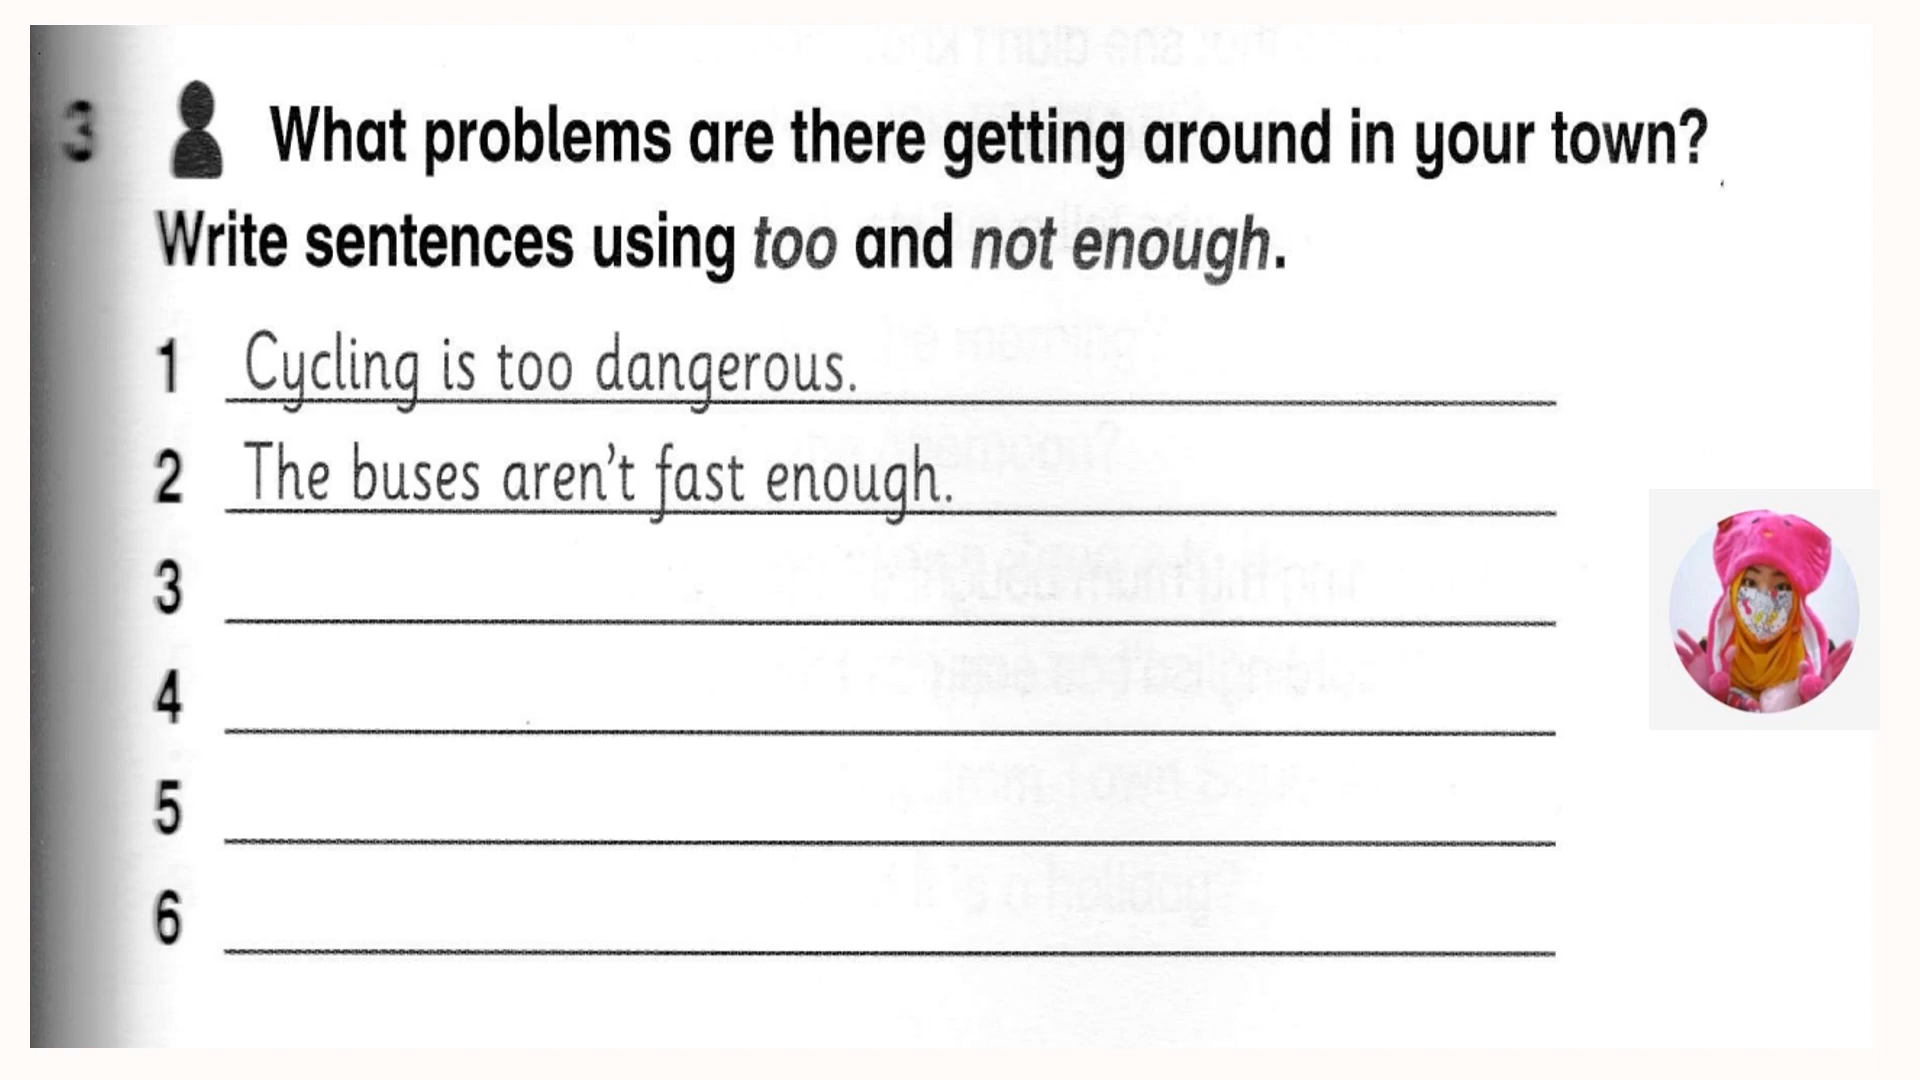 3 What problems are there getting around in your town?
Write sentences using too and not enough.
1 Cycling is too dangerous.
2 The buses aren't fast enough.
3
4
5
6